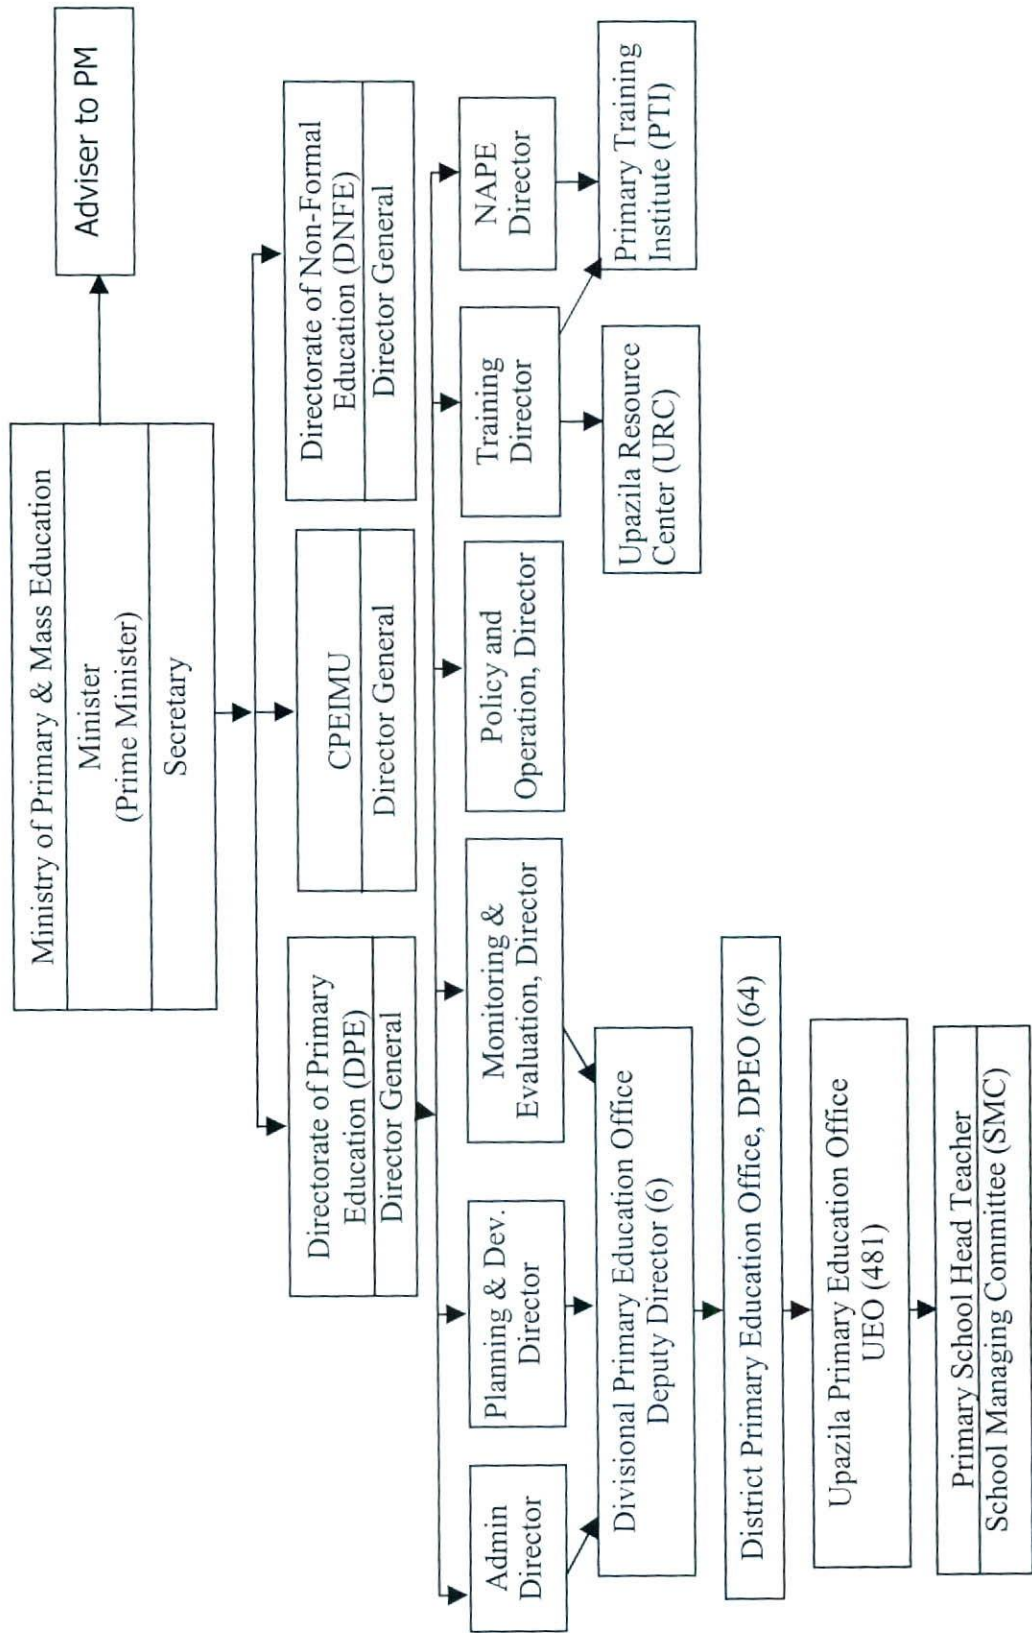 Ministry of Primary & Mass Education
Minister
(Prime Minister)
Secretary
Adviser to PM
Directorate of Primary
Education (DPE)
Director General
CPEIMU
Director General
Directorate of Non-Formal
Education (DNFE)
Director General
Admin
Director
Planning & Dev.
Director
Monitoring &
Evaluation, Director
Policy and
Operation, Director
Training
Director
NAPE
Director
Divisional Primary Education Office
Deputy Director (6)
Upazila Resource
Center (URC)
Primary Training
Institute (PTI)
District Primary Education Office, DPEO (64)
Upazila Primary Education Office
UEO (481)
Primary School Head Teacher
School Managing Committee (SMC)